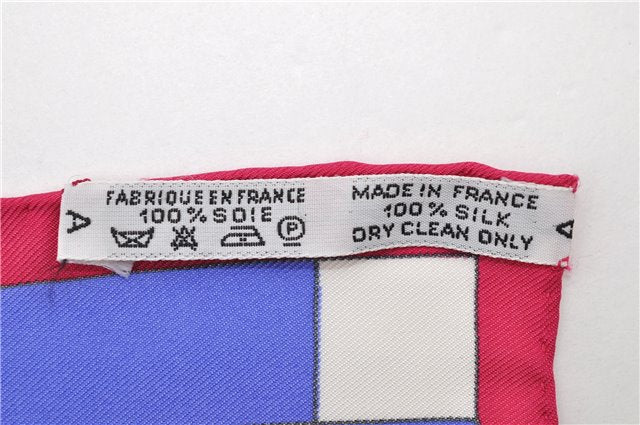 FABRIQUE EN FRANCE
100% SOIE
P
MADE IN FRANCE
100% SILK
DRY CLEAN ONLY
A
A